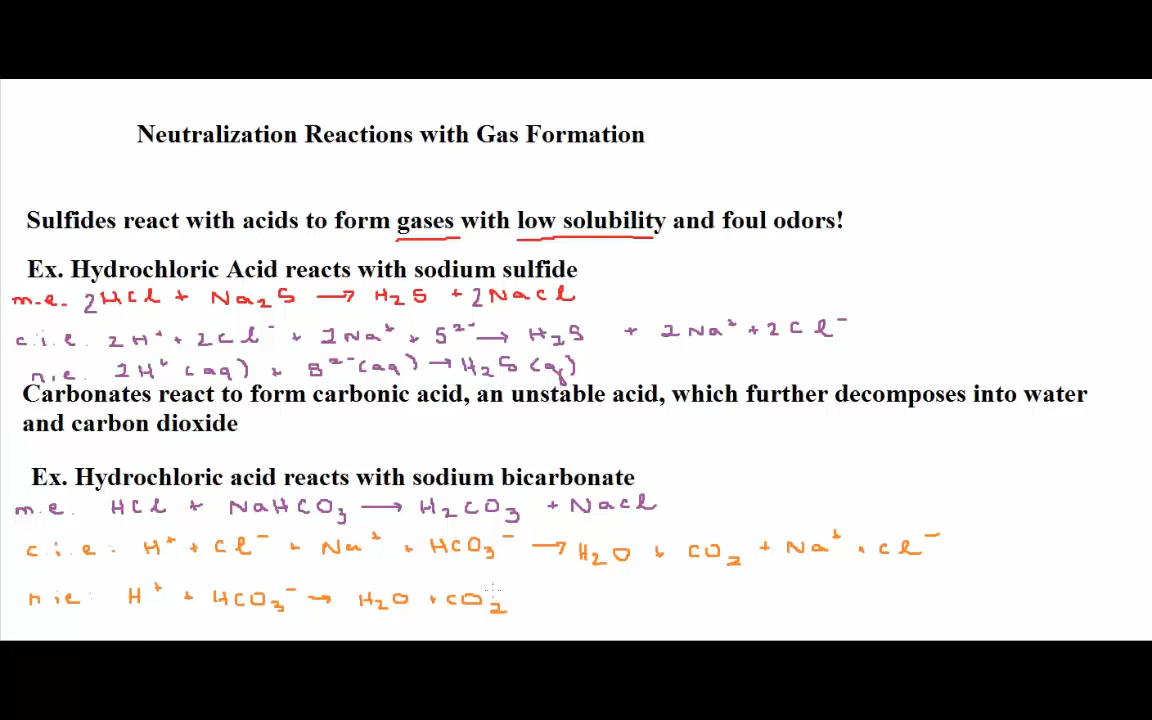 Neutralization Reactions with Gas Formation
Sulfides react with acids to form gases with low solubility and foul odors!
Ex. Hydrochloric Acid reacts with sodium sulfide
m.e. 2HCl + Na₂S → H₂S + 2NaCl
c.i.e. 2H⁺ + 2Cl⁻ + 2Na⁺ + S²⁻ → H₂S + 2Na⁺ + 2Cl⁻
n.i.e. 2H⁺(aq) + S²⁻(aq) → H₂S(g)
Carbonates react to form carbonic acid, an unstable acid, which further decomposes into water
and carbon dioxide
Ex. Hydrochloric acid reacts with sodium bicarbonate
m.e. HCl + NaHCO₃ → H₂CO₃ + NaCl
c.i.e. H⁺ + Cl⁻ + Na⁺ + HCO₃⁻ → H₂O + CO₂ + Na⁺ + Cl⁻
n.i.e. H⁺ + HCO₃⁻ → H₂O + CO₂